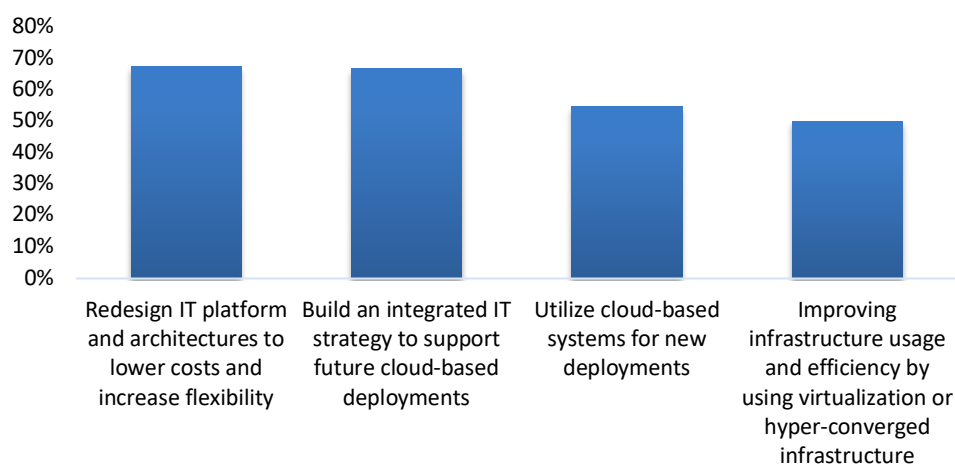 80%
70%
60%
50%
40%
30%
20%
10%
0%
Redesign IT platform
and architectures to
lower costs and
increase flexibility
Build an integrated IT
strategy to support
future cloud-based
deployments
Utilize cloud-based
systems for new
deployments
Improving
infrastructure usage
and efficiency by
using virtualization or
hyper-converged
infrastructure